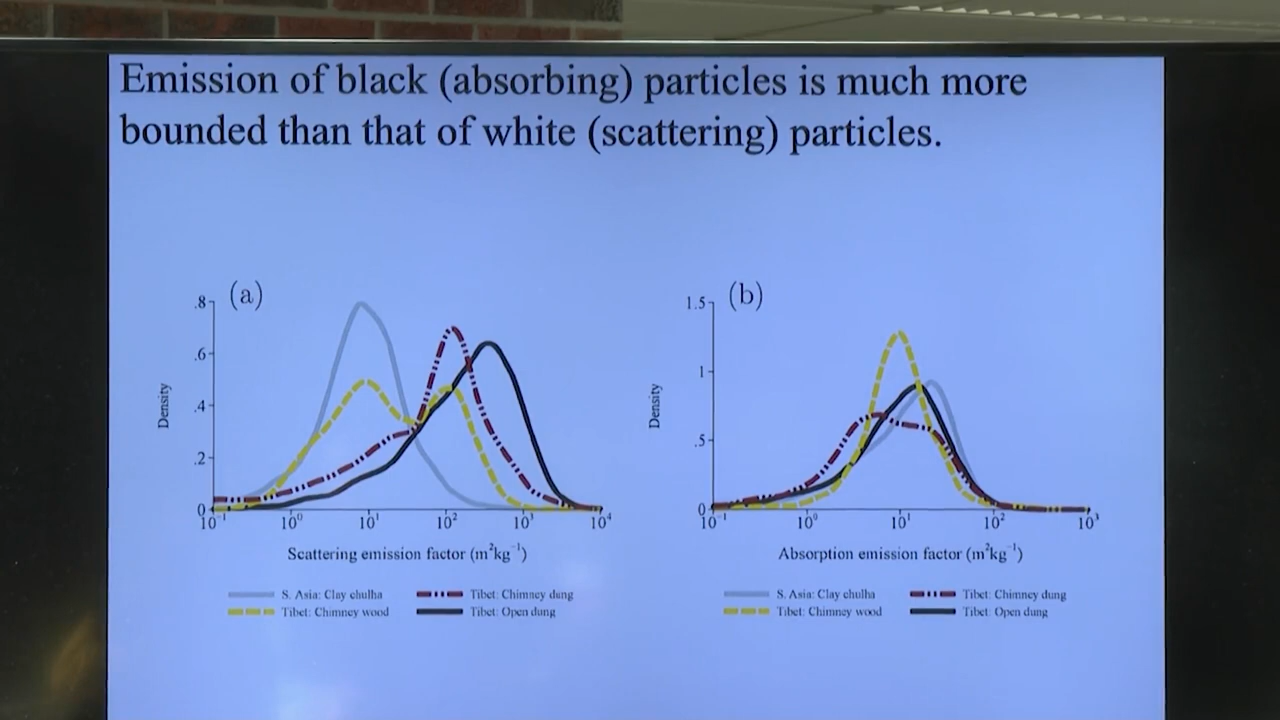 Emission of black (absorbing) particles is much more
bounded than that of white (scattering) particles.
(a)
.8
.6
.4
.2
0
Density
10⁻¹ 10⁰ 10¹ 10² 10³ 10⁴
Scattering emission factor (m²kg⁻¹)
S. Asia: Clay chulha
Tibet: Chimney dung
Tibet: Chimney wood
Tibet: Open dung
(b)
1.5
1
.5
0
Density
10⁻¹ 10⁰ 10¹ 10² 10³
Absorption emission factor (m²kg⁻¹)
S. Asia: Clay chulha
Tibet: Chimney dung
Tibet: Chimney wood
Tibet: Open dung